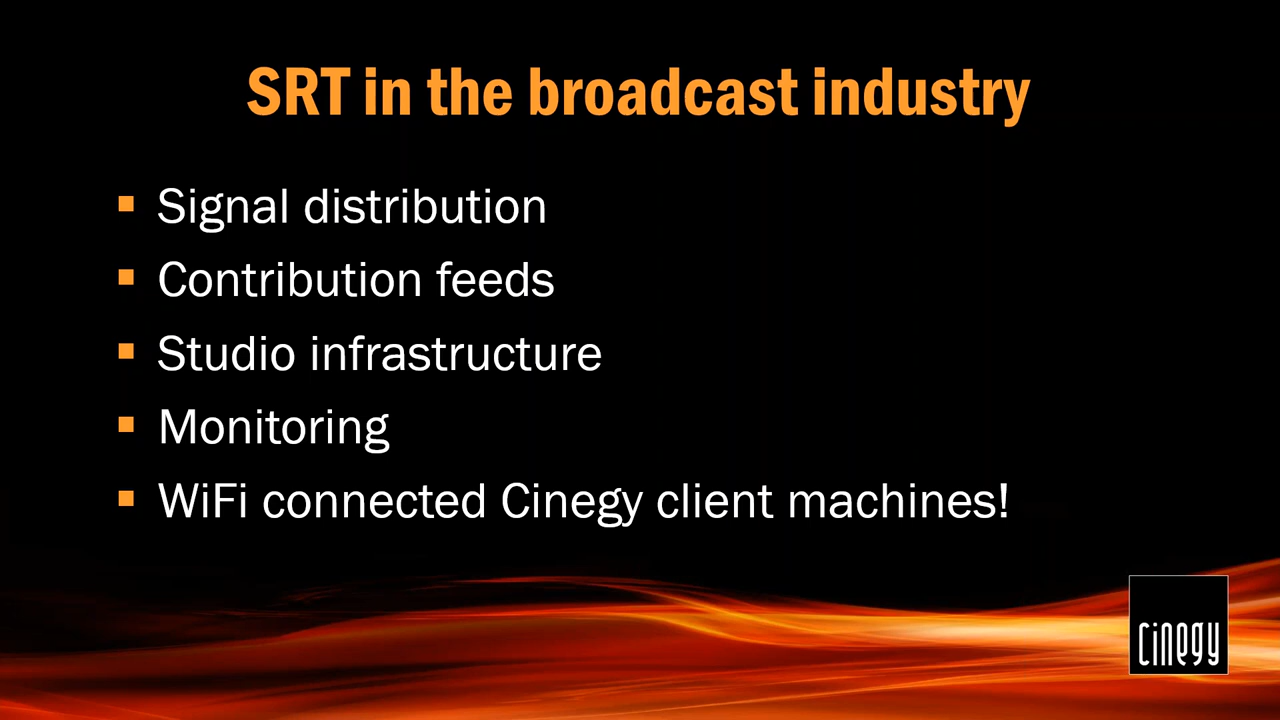 SRT in the broadcast industry
Signal distribution
Contribution feeds
Studio infrastructure
Monitoring
WiFi connected Cinegy client machines!
cinegy